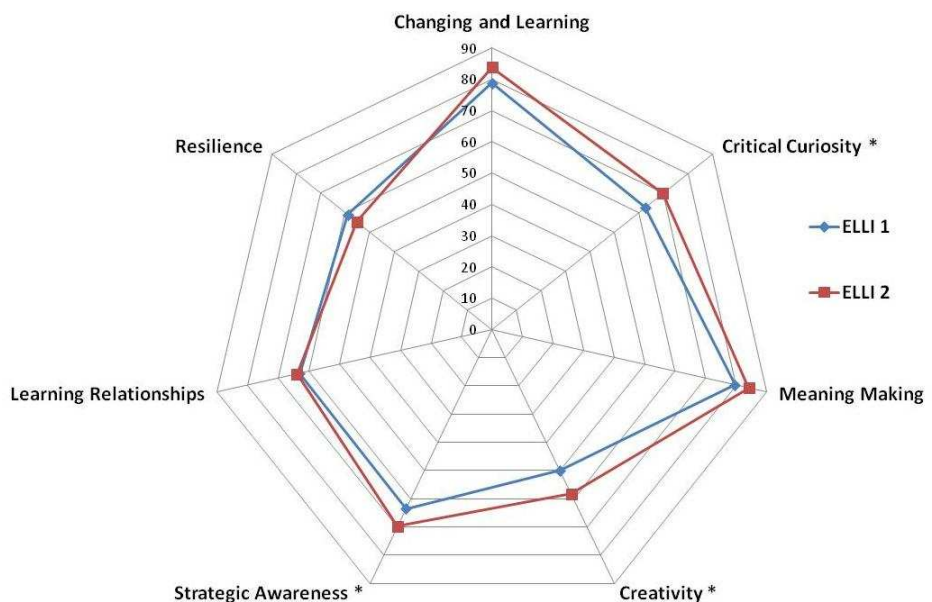 Changing and Learning
90
80
70
60
50
40
30
20
10
0
Resilience
Critical Curiosity *
ELLI 1
ELLI 2
Learning Relationships
Meaning Making
Strategic Awareness *
Creativity *